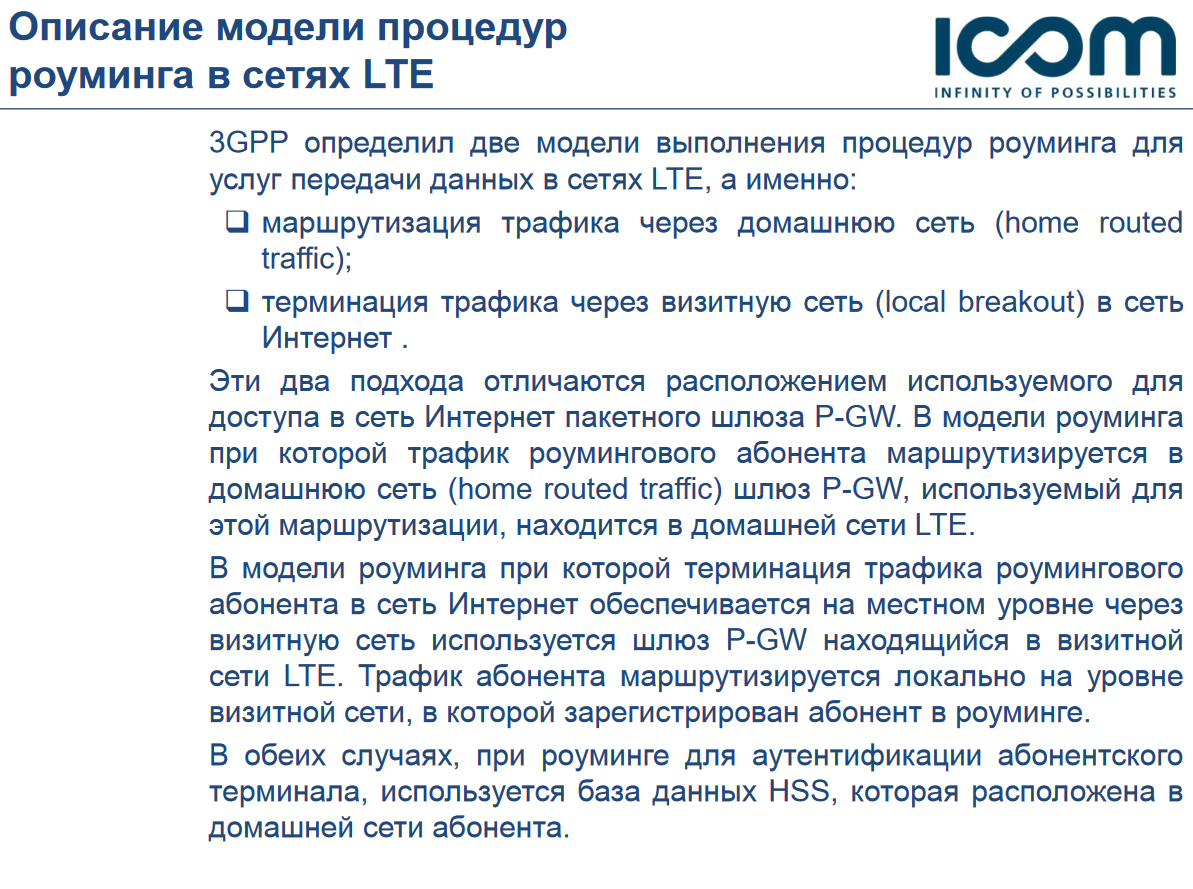 Описание модели процедур
роуминга в сетях LTE
ICOM
INFINITY OF POSSIBILITIES
3GPP определил две модели выполнения процедур роуминга для
услуг передачи данных в сетях LTE, а именно:
❑ маршрутизация трафика через домашнюю сеть (home routed
traffic);
❑ терминация трафика через визитную сеть (local breakout) в сеть
Интернет .
Эти два подхода отличаются расположением используемого для
доступа в сеть Интернет пакетного шлюза P-GW. В модели роуминга
при которой трафик роумингового абонента маршрутизируется в
домашнюю сеть (home routed traffic) шлюз P-GW, используемый для
этой маршрутизации, находится в домашней сети LTE.
В модели роуминга при которой терминация трафика роумингового
абонента в сеть Интернет обеспечивается на местном уровне через
визитную сеть используется шлюз P-GW находящийся в визитной
сети LTE. Трафик абонента маршрутизируется локально на уровне
визитной сети, в которой зарегистрирован абонент в роуминге.
В обеих случаях, при роуминге для аутентификации абонентского
терминала, используется база данных HSS, которая расположена в
домашней сети абонента.